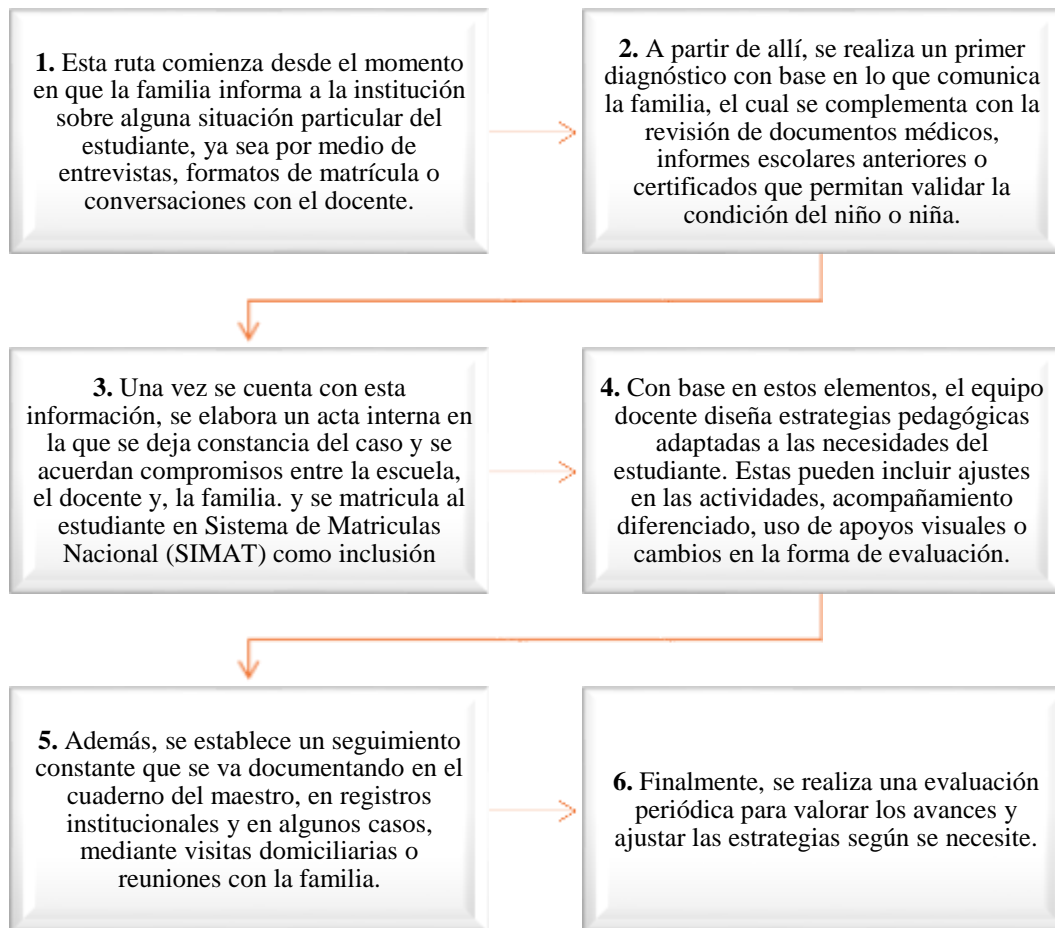 1. Esta ruta comienza desde el momento
en que la familia informa a la institución
sobre alguna situación particular del
estudiante, ya sea por medio de
entrevistas, formatos de matrícula o
conversaciones con el docente.
2. A partir de allí, se realiza un primer
diagnóstico con base en lo que comunica
la familia, el cual se complementa con la
revisión de documentos médicos,
informes escolares anteriores o
certificados que permitan validar la
condición del niño o niña.
3. Una vez se cuenta con esta
información, se elabora un acta interna en
la que se deja constancia del caso y se
acuerdan compromisos entre la escuela,
el docente y, la familia. y se matricula al
estudiante en Sistema de Matriculas
Nacional (SIMAT) como inclusión
4. Con base en estos elementos, el equipo
docente diseña estrategias pedagógicas
adaptadas a las necesidades del
estudiante. Estas pueden incluir ajustes
en las actividades, acompañamiento
diferenciado, uso de apoyos visuales o
cambios en la forma de evaluación.
5. Además, se establece un seguimiento
constante que se va documentando en el
cuaderno del maestro, en registros
institucionales y en algunos casos,
mediante visitas domiciliarias o
reuniones con la familia.
6. Finalmente, se realiza una evaluación
periódica para valorar los avances y
ajustar las estrategias según se necesite.